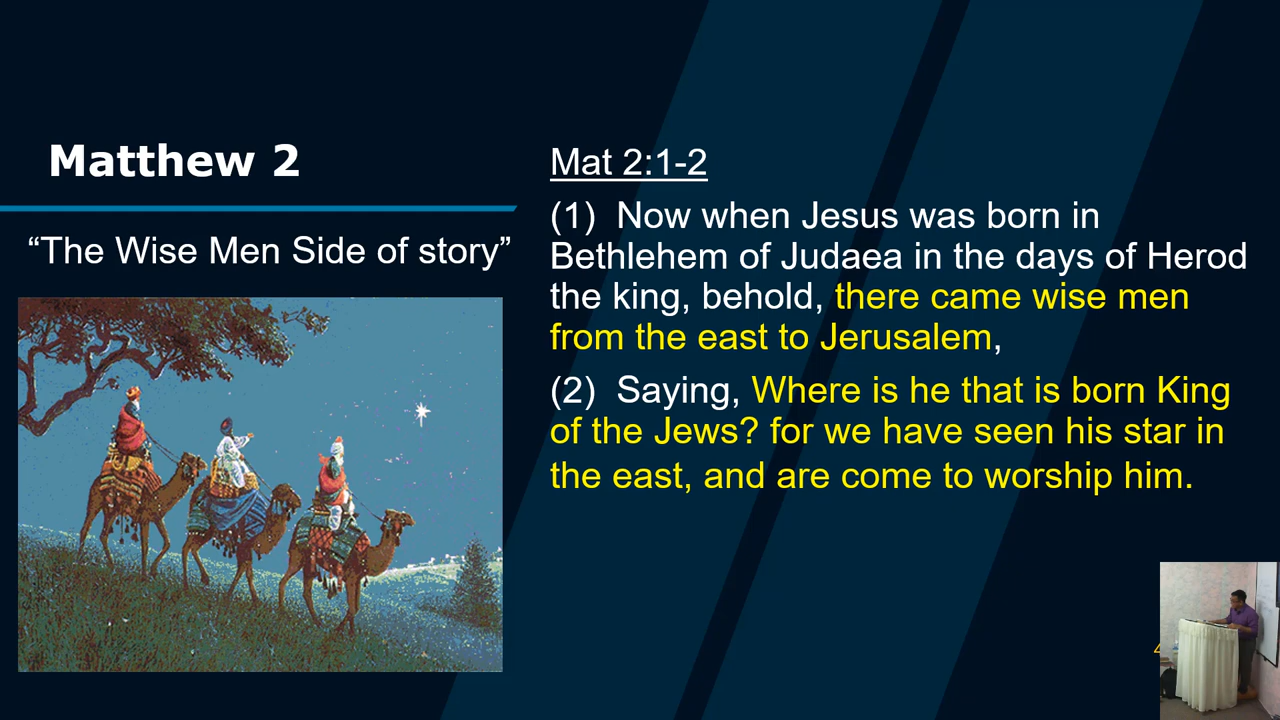 Matthew 2
“The Wise Men Side of story”
Mat 2:1-2
(1)  Now when Jesus was born in
Bethlehem of Judaea in the days of Herod
the king, behold, there came wise men
from the east to Jerusalem,
(2)  Saying, Where is he that is born King
of the Jews? for we have seen his star in
the east, and are come to worship him.